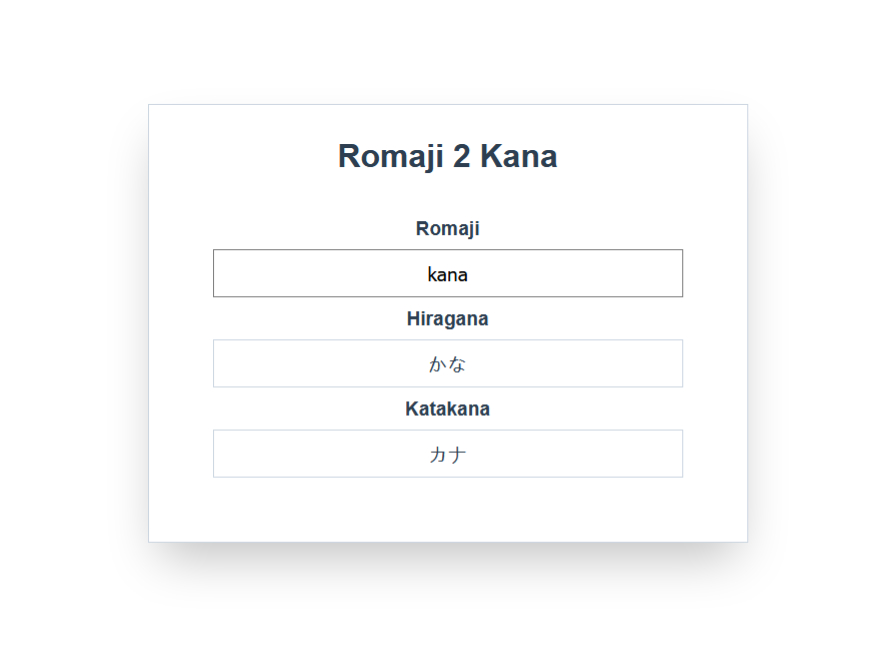 Romaji 2 Kana
Romaji
kana
Hiragana
かな
Katakana
カナ